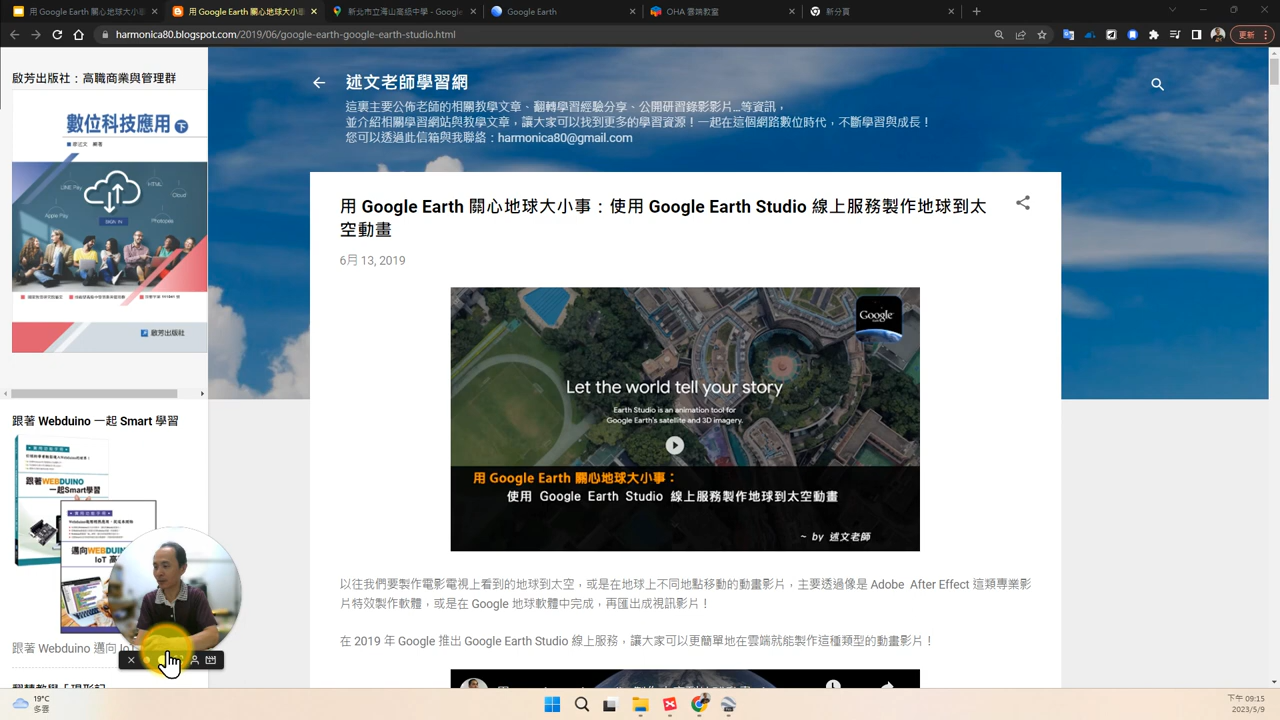 用 Google Earth 關心地球大小事
用 Google Earth 關心地球大小事
新北市立海山高級中學 - Google
Google Earth
OHA 雲端教室
新分頁
harmonica80.blogspot.com/2019/06/google-earth-google-earth-studio.html
更新
啟芳出版社：高職商業與管理群
數位科技應用 下
LINE Pay
HTML
Cloud
Apple Pay
SIGN IN
啟芳出版社
跟著 Webduino 一起 Smart 學習
跟著WEBDUINO
一起Smart學習
邁向WEBDUIN
IoT
跟著 Webduino 邁向 IoT
述文老師學習網
這裏主要公佈老師的相關教學文章、翻轉學習經驗分享、公開研習錄影影片...等資訊，
並介紹相關學習網站與教學文章，讓大家可以找到更多的學習資源！一起在這個網路數位時代，不斷學習與成長！
您可以透過此信箱與我聯絡：harmonica80@gmail.com
用 Google Earth 關心地球大小事：使用 Google Earth Studio 線上服務製作地球到太
空動畫
6月 13, 2019
Google
Let the world tell your story
Earth Studio is an animation tool for
Google Earth's satellite and 3D imagery.
用 Google Earth 關心地球大小事：
使用 Google Earth Studio 線上服務製作地球到太空動畫
~ by 述文老師
以往我們要製作電影電視上看到的地球到太空，或是在地球上不同地點移動的動畫影片，主要透過像是 Adobe After Effect 這類專業影
片特效製作軟體，或是在 Google 地球軟體中完成，再匯出成視訊影片！
在 2019 年 Google 推出 Google Earth Studio 線上服務，讓大家可以更簡單地在雲端就能製作這種類型的動畫影片！
19°C
多雲
下午 09:15
2023/5/9